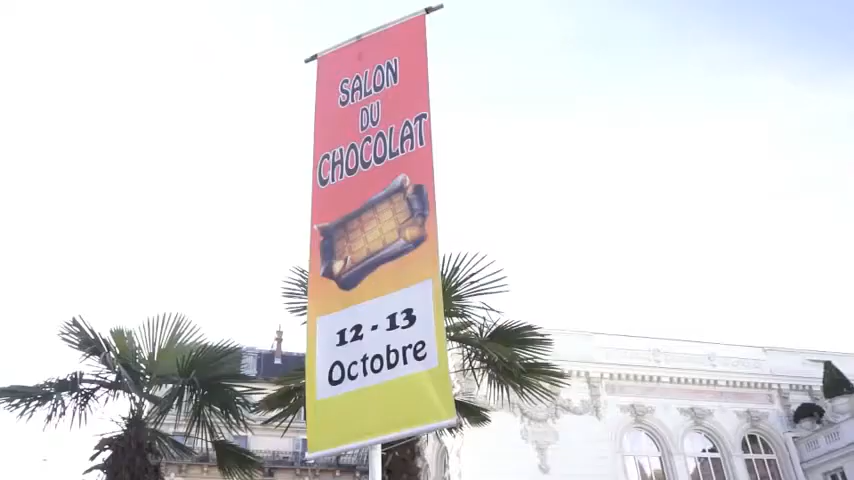 SALON
DU
CHOCOLAT
12 - 13
Octobre